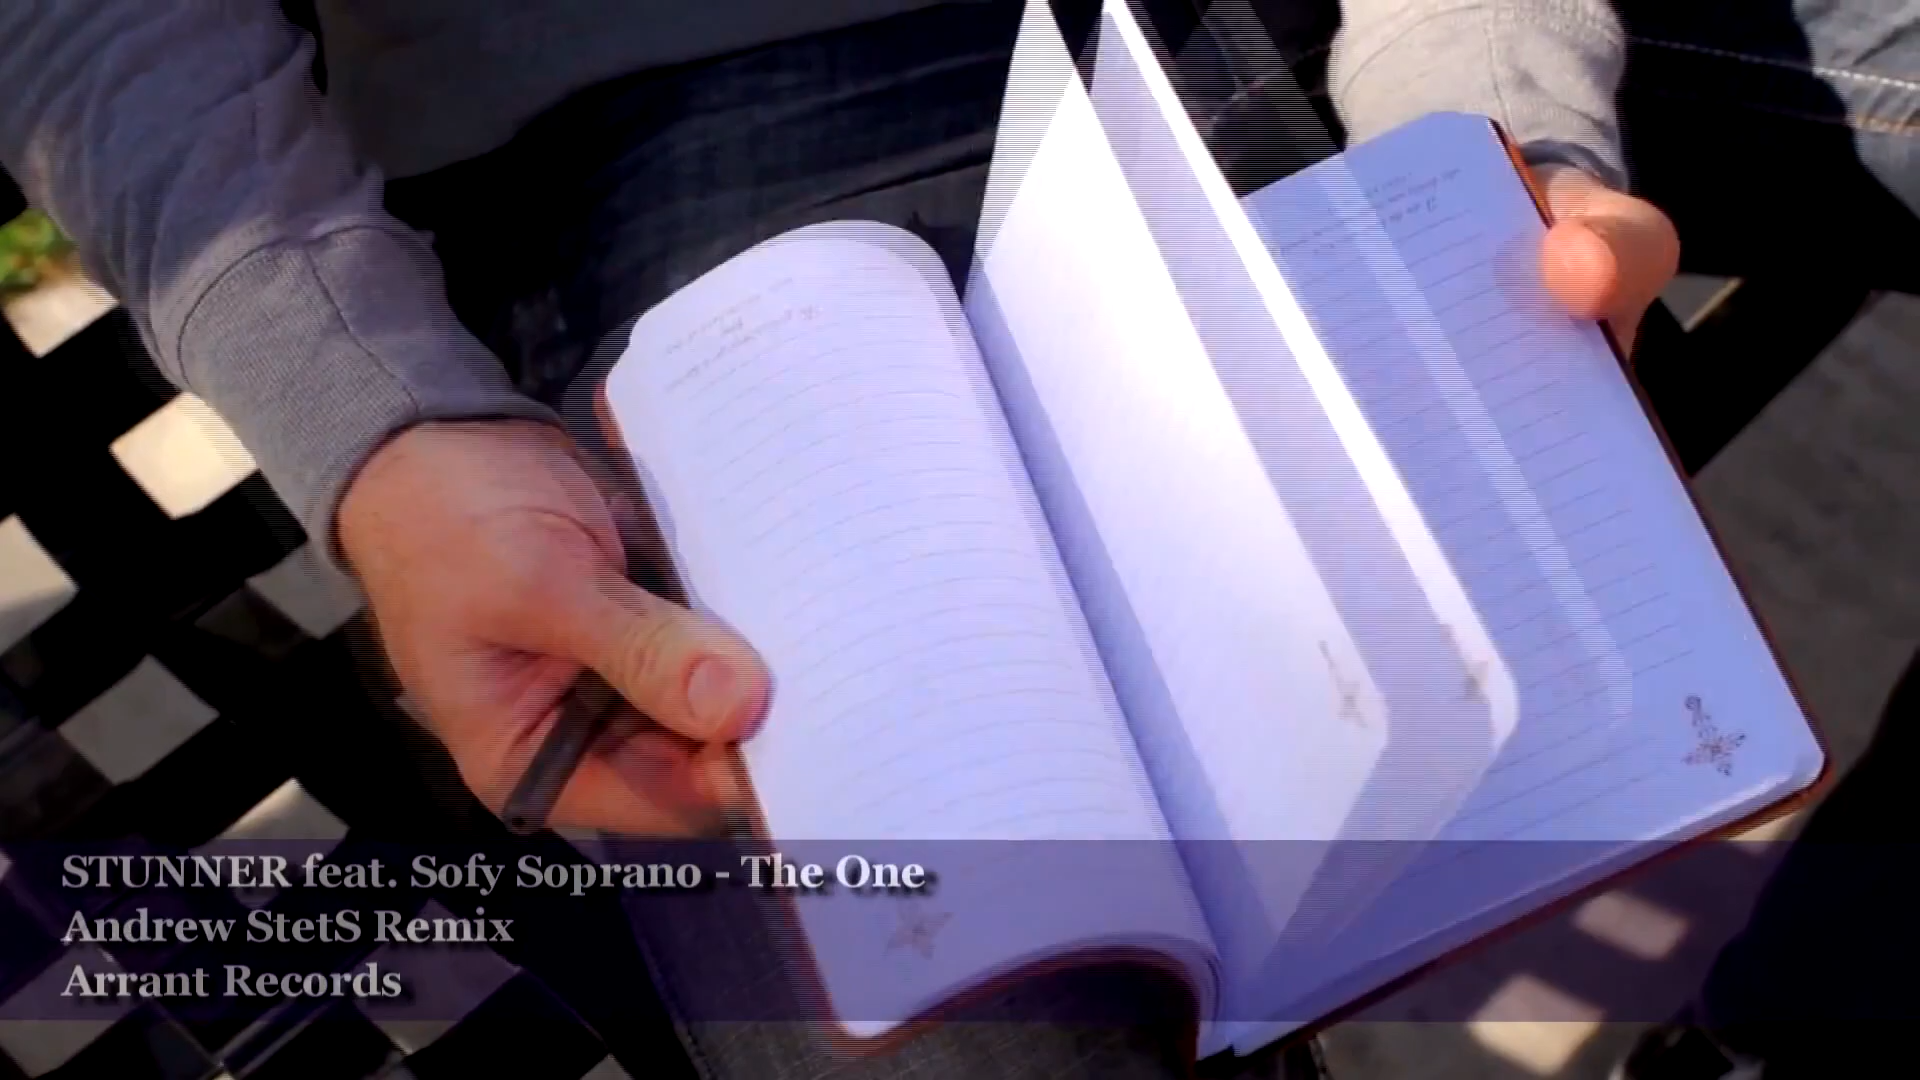 STUNNER feat. Sofy Soprano - The One
Andrew StetS Remix
Arrant Records